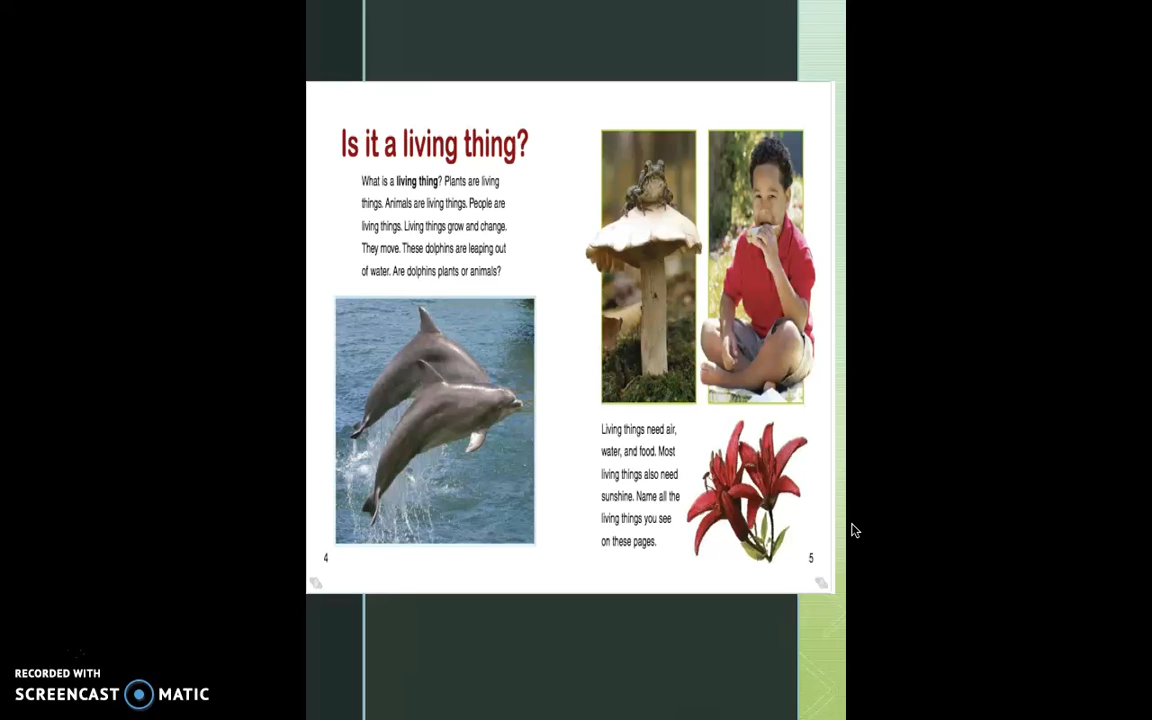 Is it a living thing?
What is a living thing? Plants are living
things. Animals are living things. People are
living things. Living things grow and change.
They move. These dolphins are leaping out
of water. Are dolphins plants or animals?
4
Living things need air,
water, and food. Most
living things also need
sunshine. Name all the
living things you see
on these pages.
5
RECORDED WITH
SCREENCAST MATIC